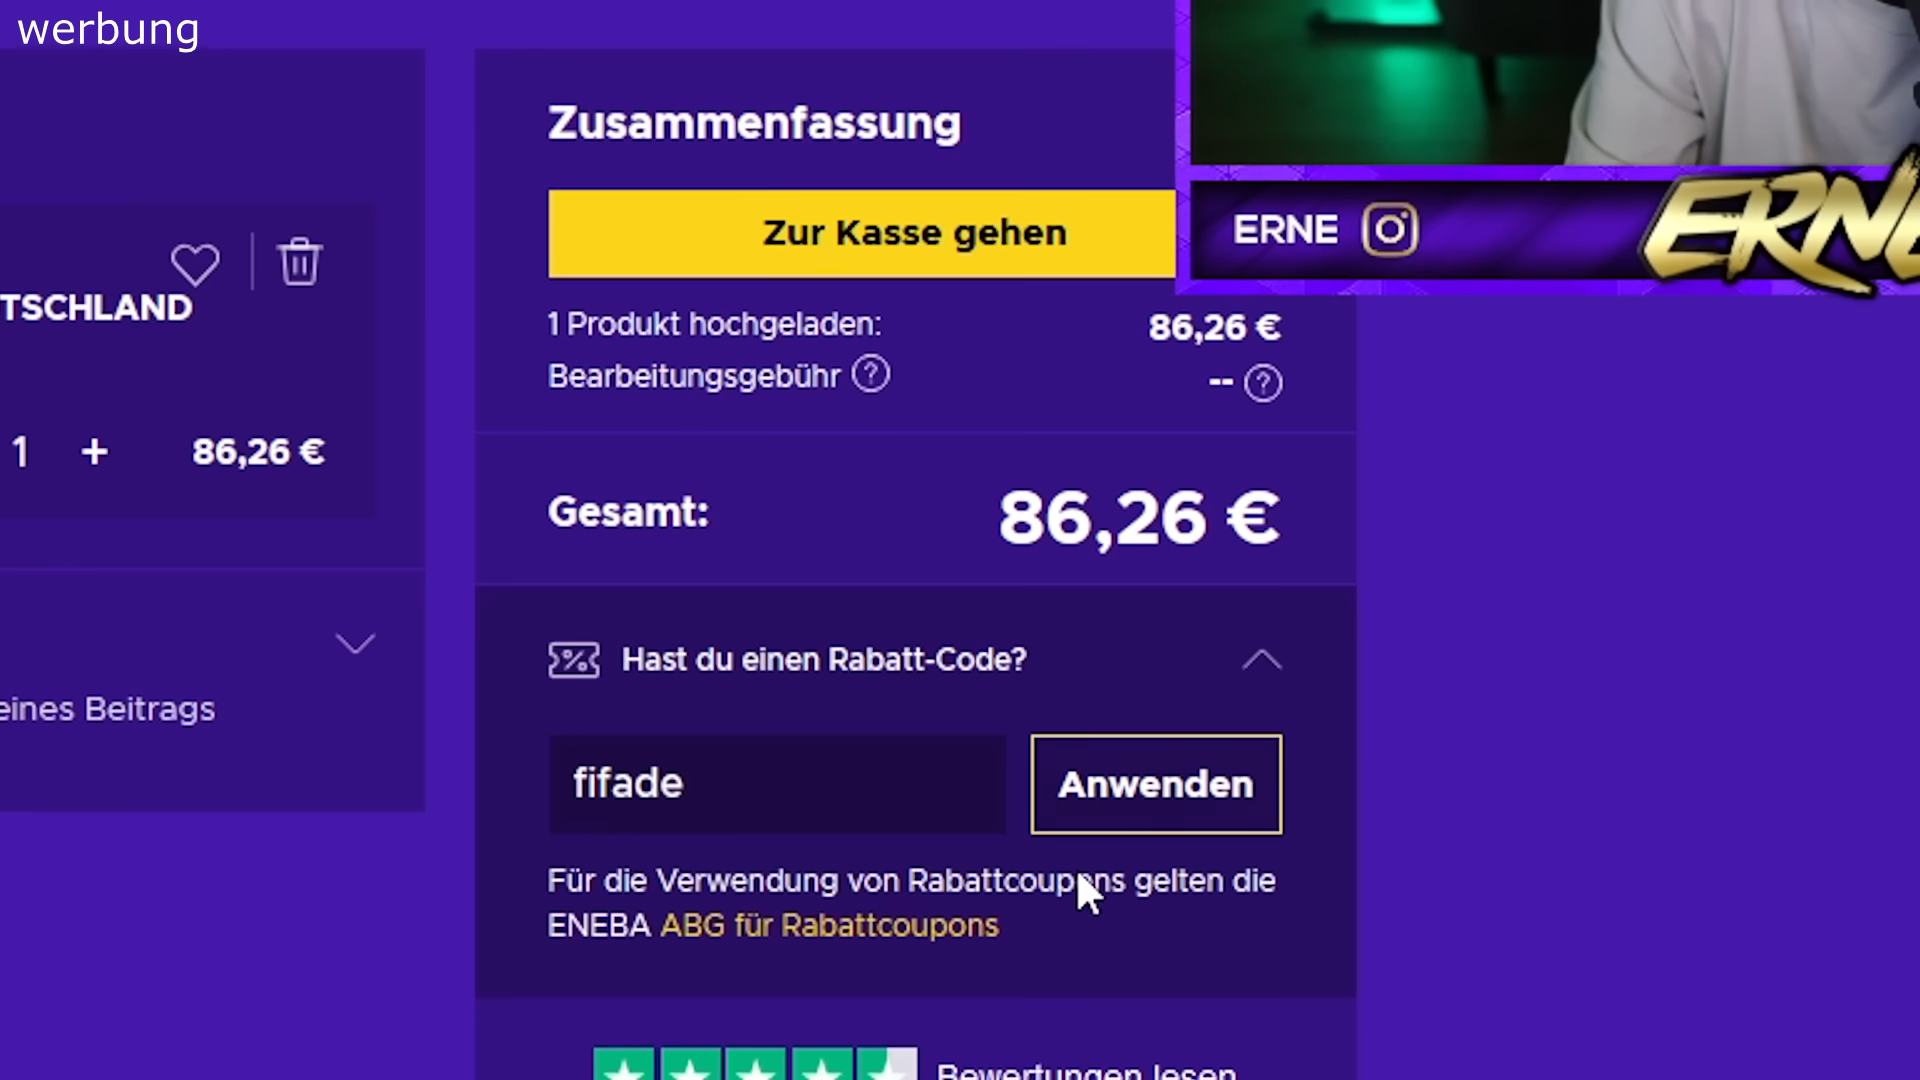 werbung
Zusammenfassung
Zur Kasse gehen
ERNE
ERNE
TSCHLAND
1 Produkt hochgeladen:
86,26 €
Bearbeitungsgebühr
--
1 + 86,26 €
Gesamt:
86,26 €
Hast du einen Rabatt-Code?
eines Beitrags
fifade
Anwenden
Für die Verwendung von Rabattcoupons gelten die
ENEBA ABG für Rabattcoupons
Bewertungen lesen